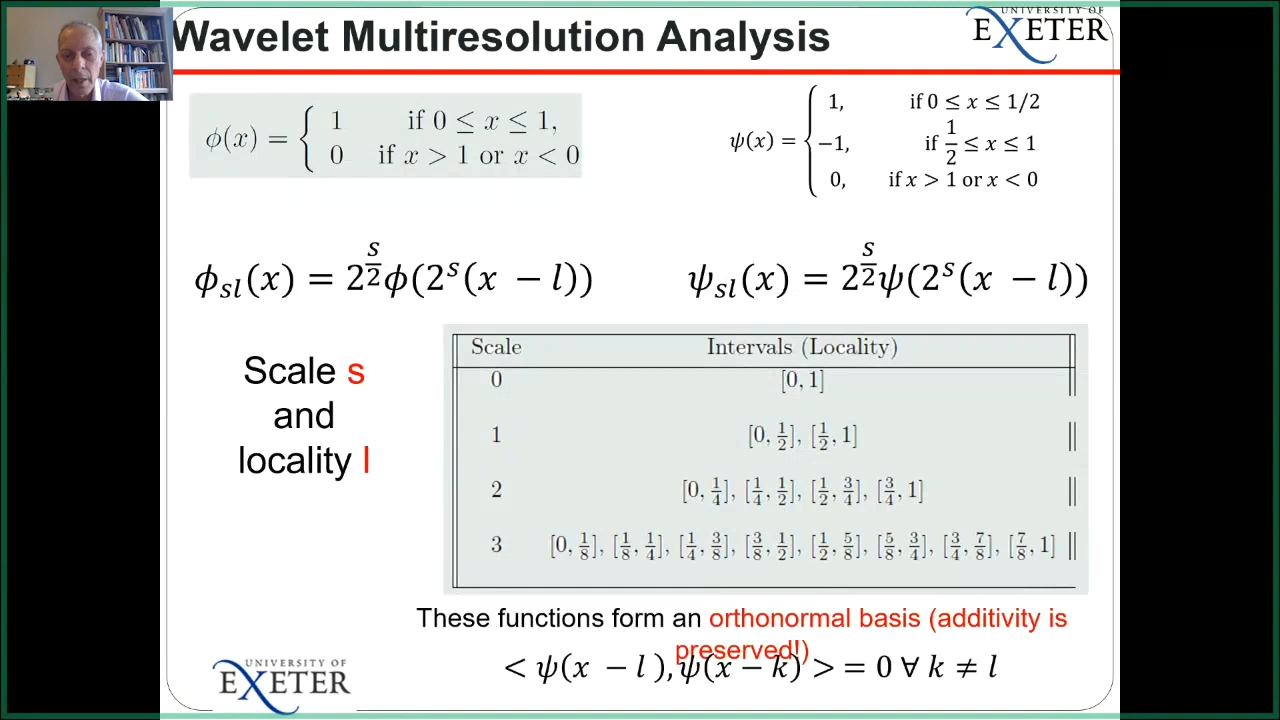 Wavelet Multiresolution Analysis
UNIVERSITY OF
EXETER
ϕ(x) = { 1 if 0 ≤ x ≤ 1,
0 if x > 1 or x < 0
ψ(x) = { 1, if 0 ≤ x ≤ 1/2
−1, if 1/2 ≤ x ≤ 1
0, if x > 1 or x < 0
ϕ_sl(x) = 2^(s/2) ϕ(2^s(x − l))
ψ_sl(x) = 2^(s/2) ψ(2^s(x − l))
Scale s
and
locality l
Scale Intervals (Locality)
0 [0, 1]
1 [0, 1/2], [1/2, 1]
2 [0, 1/4], [1/4, 1/2], [1/2, 3/4], [3/4, 1]
3 [0, 1/8], [1/8, 1/4], [1/4, 3/8], [3/8, 1/2], [1/2, 5/8], [5/8, 3/4], [3/4, 7/8], [7/8, 1]
These functions form an orthonormal basis (additivity is
preserved!)
< ψ(x − l), ψ(x − k) > = 0 ∀ k ≠ l
UNIVERSITY OF
EXETER